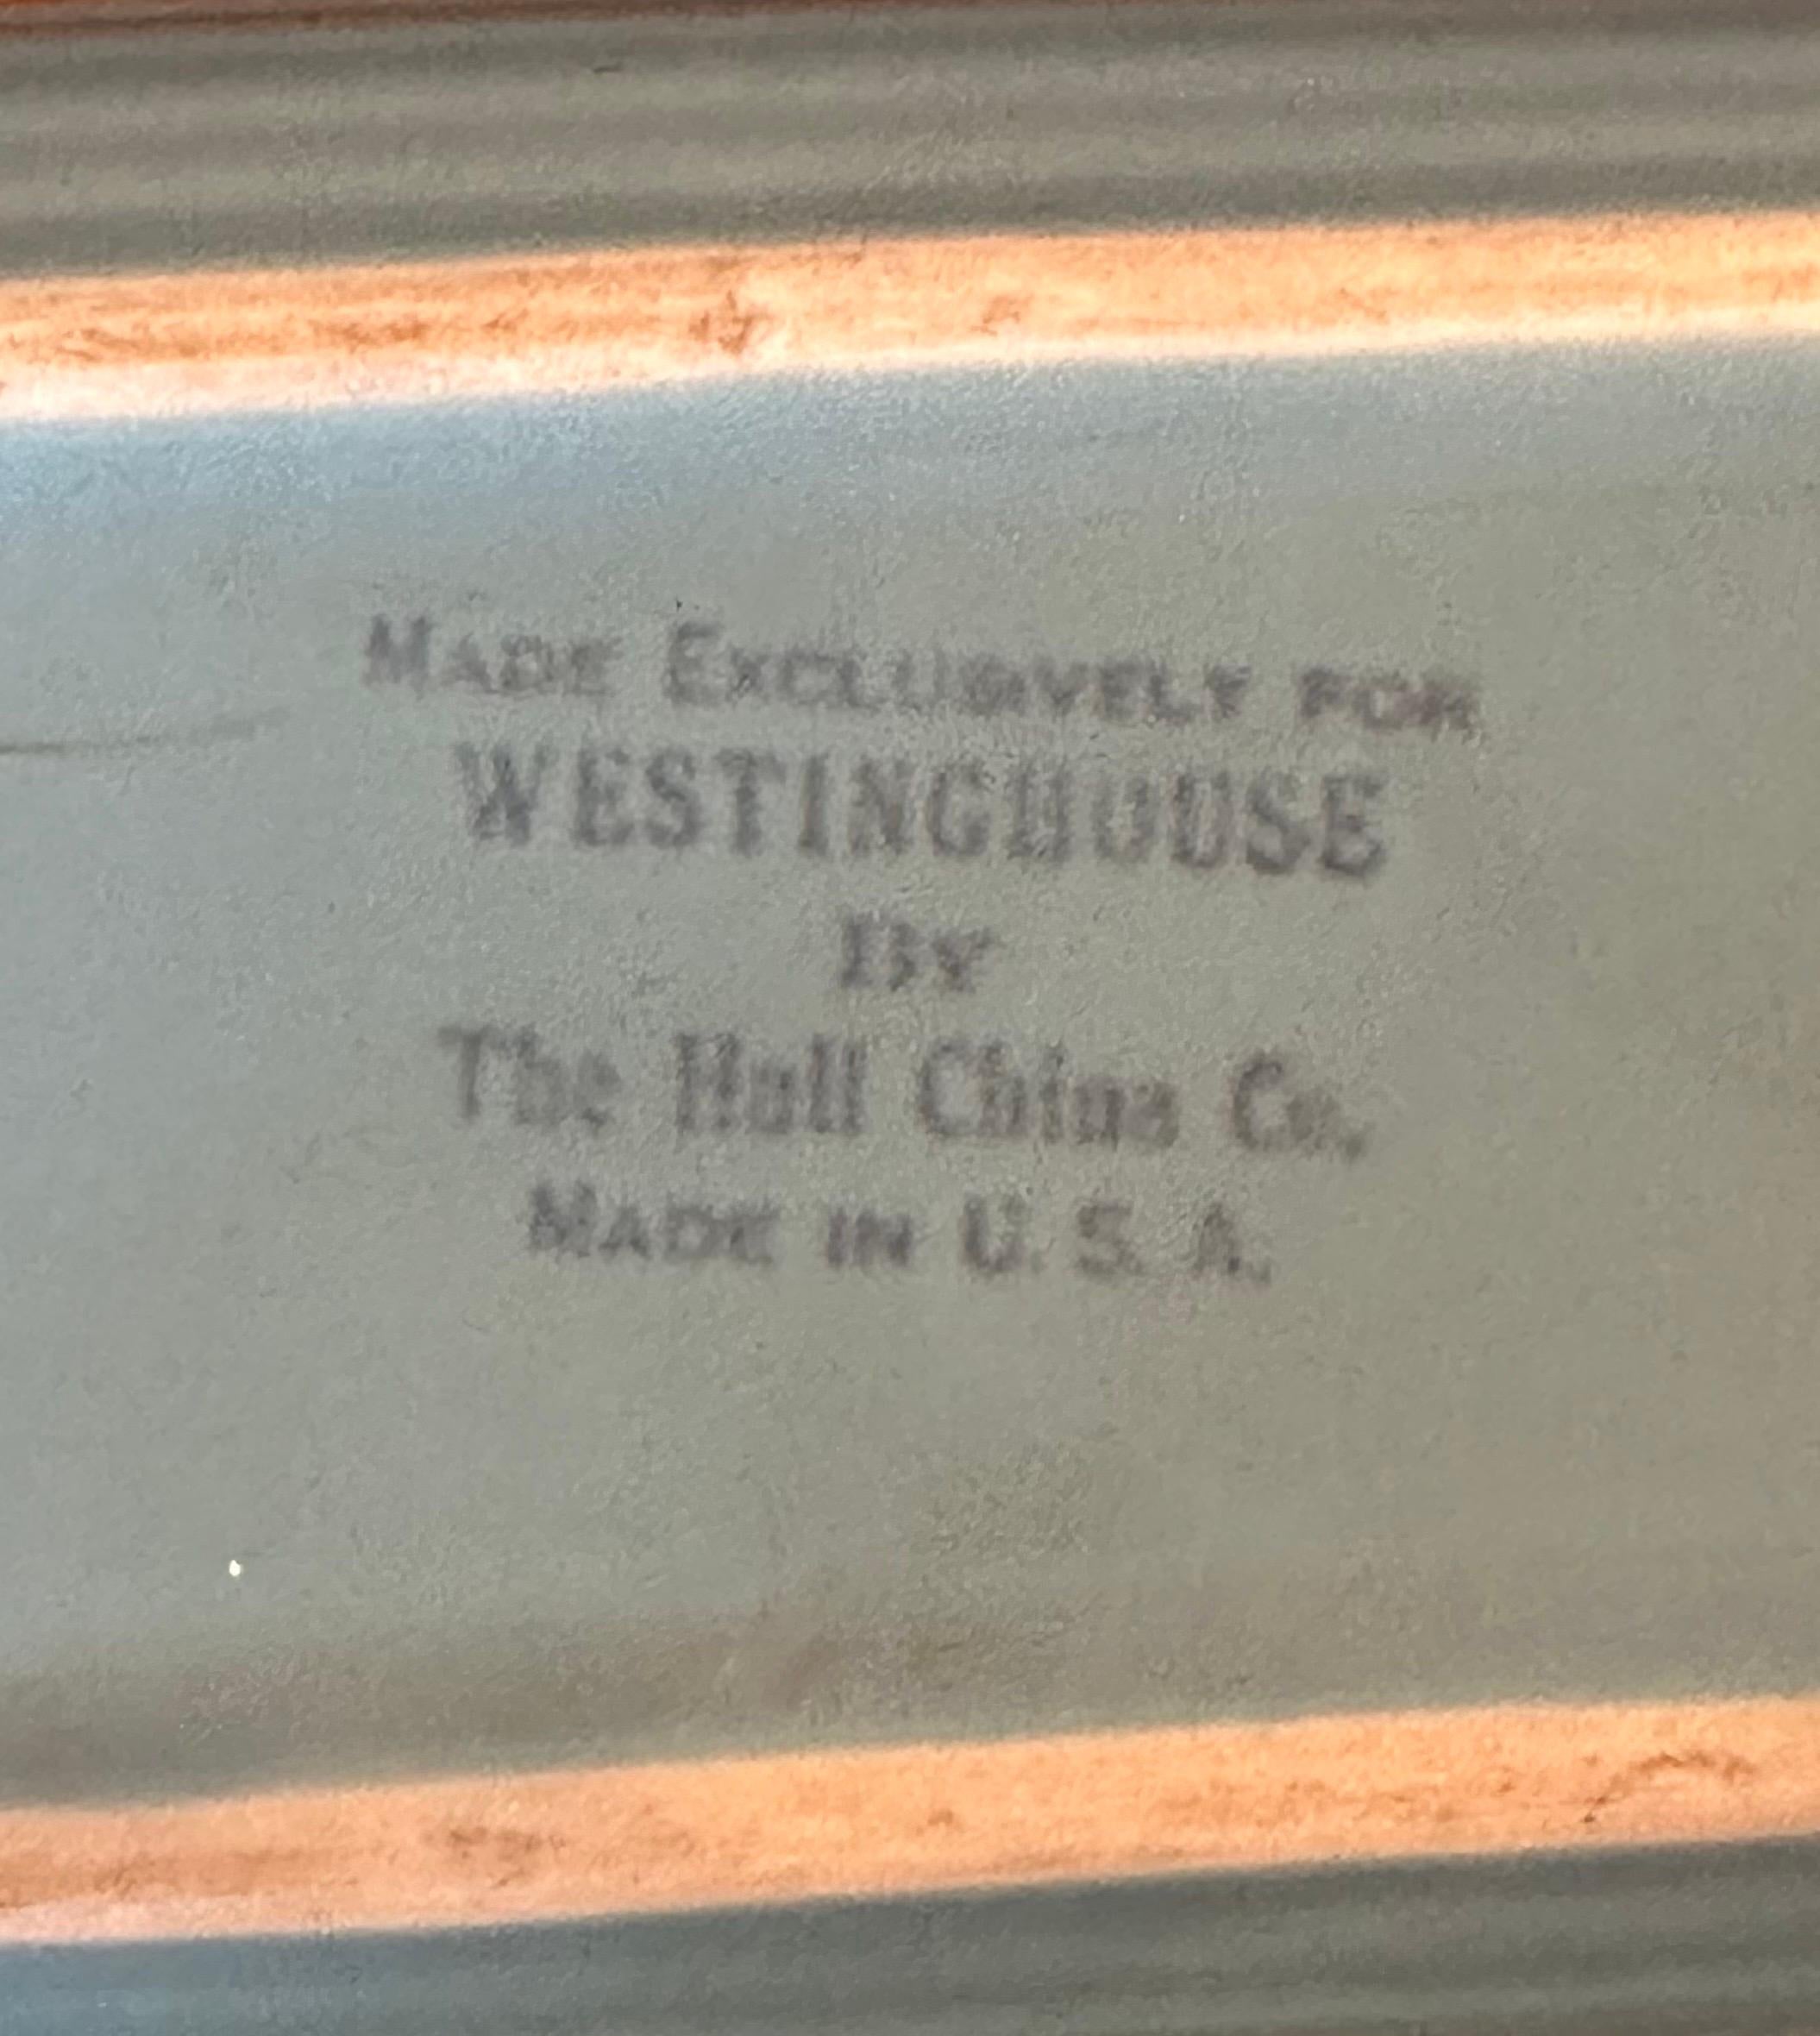 MADE EXCLUSIVELY FOR
WESTINGHOUSE
BY
The Hall China Co.
MADE IN U.S.A.